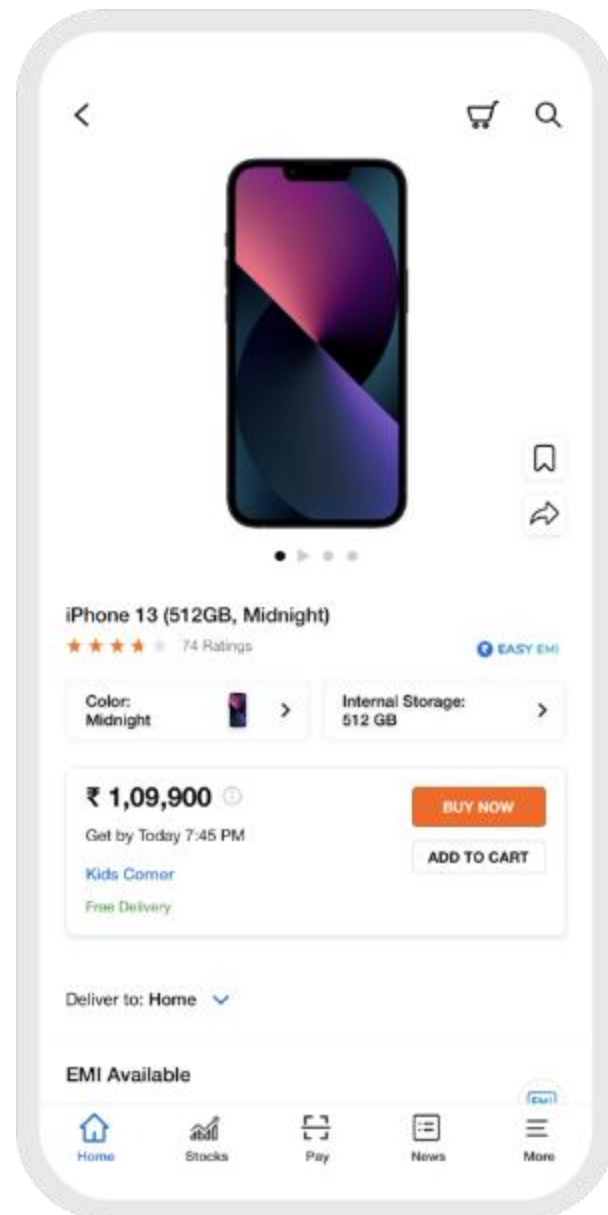 iPhone 13 (512GB, Midnight)
74 Ratings
EASY EMI
Color:
Midnight
Internal Storage:
512 GB
₹ 1,09,900
BUY NOW
Get by Today 7:45 PM
ADD TO CART
Kids Corner
Free Delivery
Deliver to: Home
EMI Available
EMI
Home
Stocks
Pay
News
More